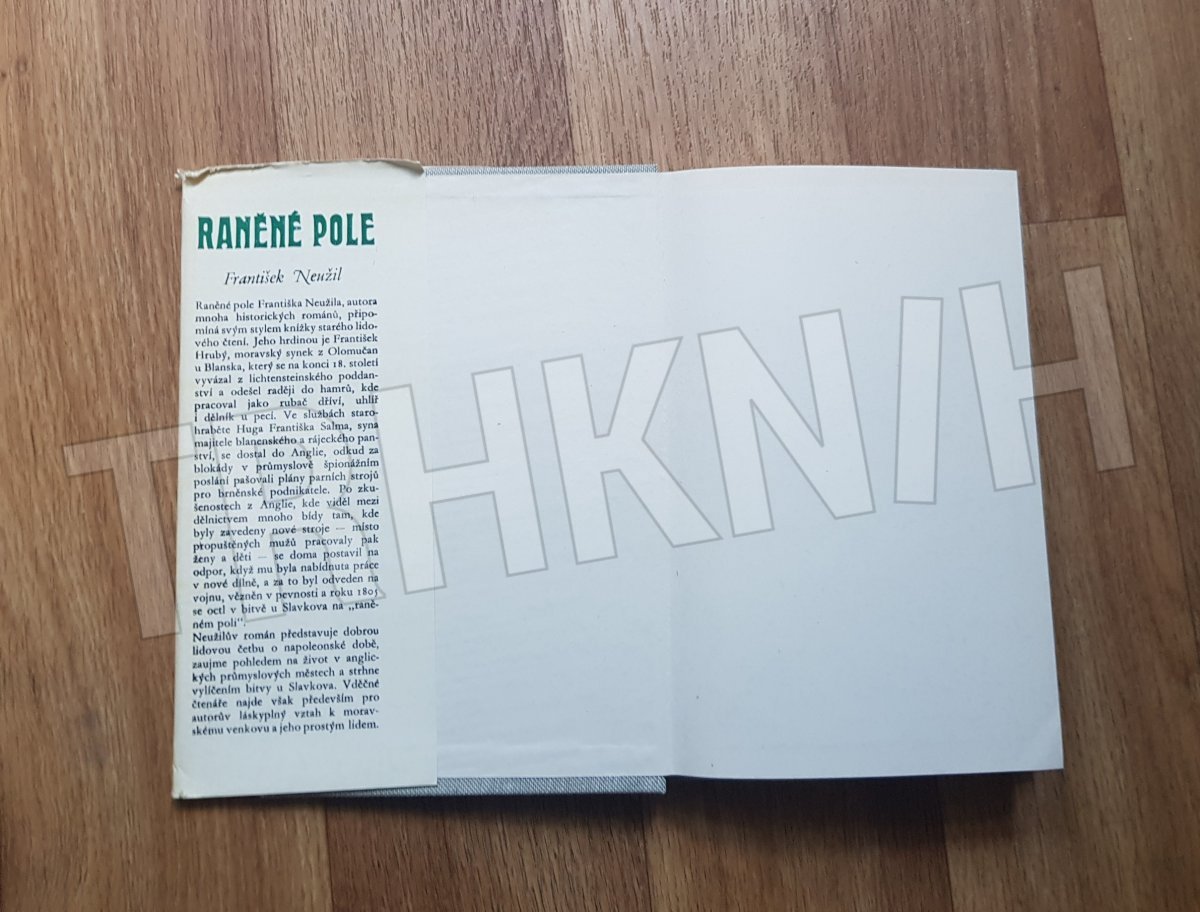 RANĚNÉ POLE
František Neužil
Raněné pole Františka Neužila, autora
mnoha historických románů, připo-
míná svým stylem knížky starého lido-
vého čtení. Jeho hrdinou je František
Hrubý, moravský synek z Olomučan
u Blanska, který se na konci 18. století
vyvázal z lichtensteinského poddan-
ství a odešel raději do hamrů, kde
pracoval jako rubač dříví, uhlíř
i dělník u pecí. Ve službách staro-
hraběte Huga Františka Salma, syna
majitele blanenského a rájeckého pan-
ství, se dostal do Anglie, odkud za
blokády v průmyslově špionážním
poslání pašovali plány parních strojů
pro brněnské podnikatele. Po zku-
šenostech z Anglie, kde viděl mezi
dělnictvem mnoho bídy tam, kde
byly zavedeny nové stroje — místo
propuštěných mužů pracovaly pak
ženy a děti — se doma postavil na
odpor, když mu byla nabídnuta práce
v nové dílně, a za to byl odveden na
vojnu, vězněn v pevnosti a roku 1805
se octl v bitvě u Slavkova na „raně-
ném poli“.
Neužilův román představuje dobrou
lidovou četbu o napoleonské době,
zaujme pohledem na život v anglic-
kých průmyslových městech a strhne
vylíčením bitvy u Slavkova. Vděčné
čtenáře najde však především pro
autorův láskyplný vztah k morav-
skému venkovu a jeho prostým lidem.
TRHKNIH